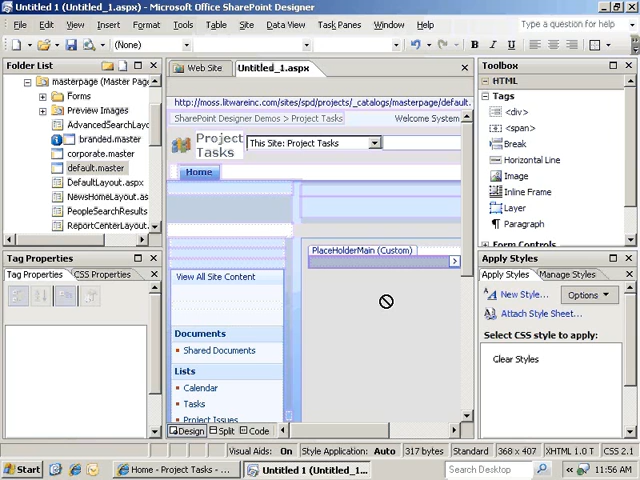 Untitled 1 (Untitled_1.aspx) - Microsoft Office SharePoint Designer
File Edit View Insert Format Tools Table Site Data View Task Panes Window Help Type a question for help
(None)
Folder List
masterpage (Master Pag
Forms
Preview Images
AdvancedSearchLayo
branded.master
corporate.master
default.master
DefaultLayout.aspx
NewsHomeLayout.as
PeopleSearchResults
ReportCenterLayout.
Tag Properties
Tag Properties CSS Properties
Web Site Untitled_1.aspx
http://moss.litwareinc.com/sites/spd/projects/_catalogs/masterpage/default.
SharePoint Designer Demos > Project Tasks Welcome System
Project Tasks
This Site: Project Tasks
Home
PlaceHolderMain (Custom)
View All Site Content
Documents
Shared Documents
Lists
Calendar
Tasks
Project Issues
Design Split Code
Toolbox
HTML
Tags
<div>
<span>
Break
Horizontal Line
Image
Inline Frame
Layer
Paragraph
Form Controls
Apply Styles
Apply Styles Manage Styles
New Style... Options
Attach Style Sheet...
Select CSS style to apply:
Clear Styles
Visual Aids: On Style Application: Auto 317 bytes Standard 368 x 407 XHTML 1.0 T CSS 2.1
Start Home - Project Tasks - ... Untitled 1 (Untitled_1... Search Desktop 11:56 AM